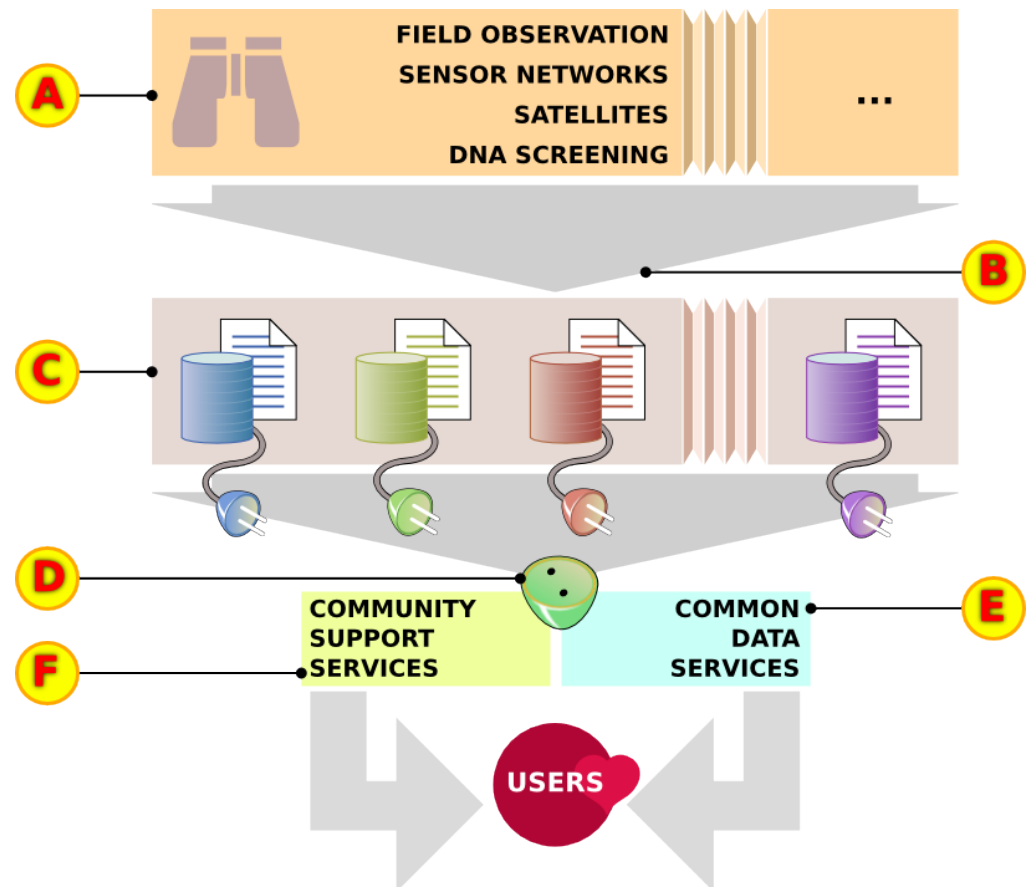 A
FIELD OBSERVATION
SENSOR NETWORKS
SATELLITES
DNA SCREENING
...
B
C
D
E
COMMUNITY
SUPPORT
SERVICES
COMMON
DATA
SERVICES
F
USERS